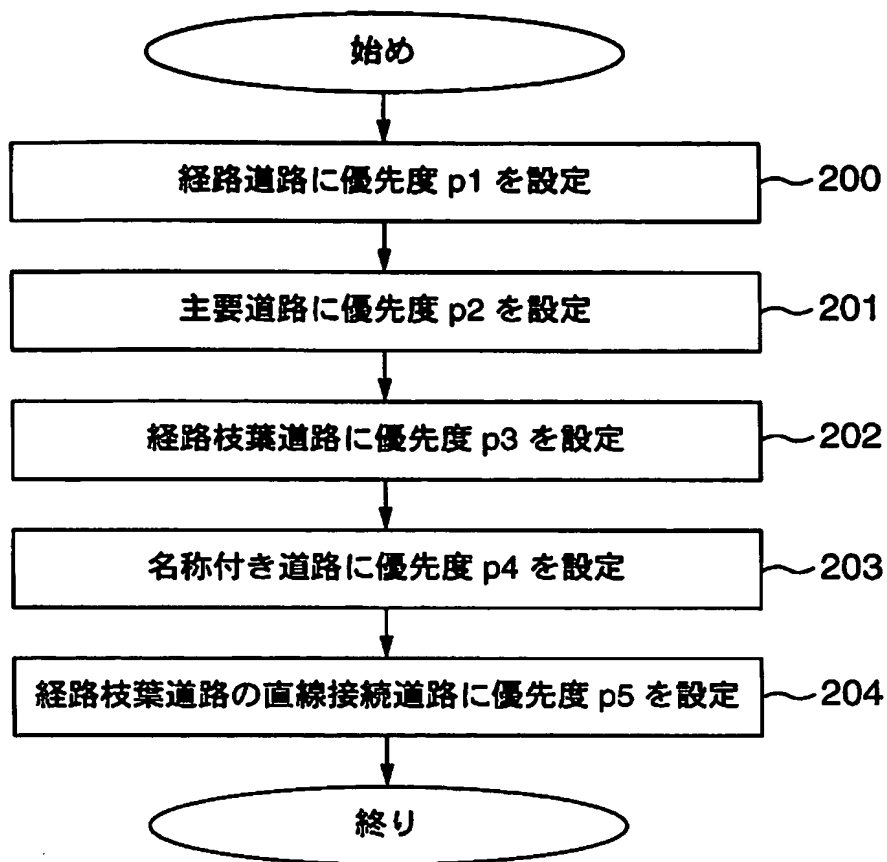 始め
経路道路に優先度 p1 を設定
200
主要道路に優先度 p2 を設定
201
経路枝葉道路に優先度 p3 を設定
202
名称付き道路に優先度 p4 を設定
203
経路枝葉道路の直線接続道路に優先度 p5 を設定
204
終り